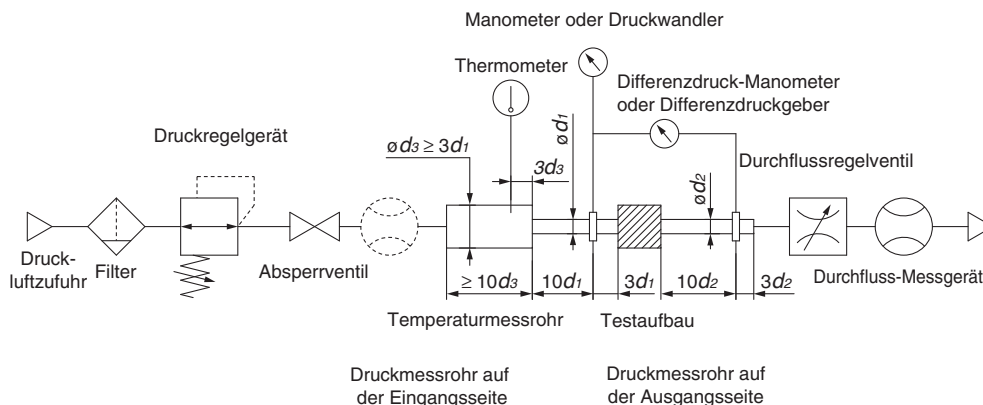 Manometer oder Druckwandler
Thermometer
Differenzdruck-Manometer
oder Differenzdruckgeber
Druckregelgerät
ød1
ød3 ≥ 3d1
3d3
Durchflussregelventil
ød2
Druck-
luftzufuhr
Filter
Absperrventil
Durchfluss-Messgerät
≥ 10d3
10d1
3d1
10d2
3d2
Temperaturmessrohr
Testaufbau
Druckmessrohr auf
der Eingangsseite
Druckmessrohr auf
der Ausgangsseite